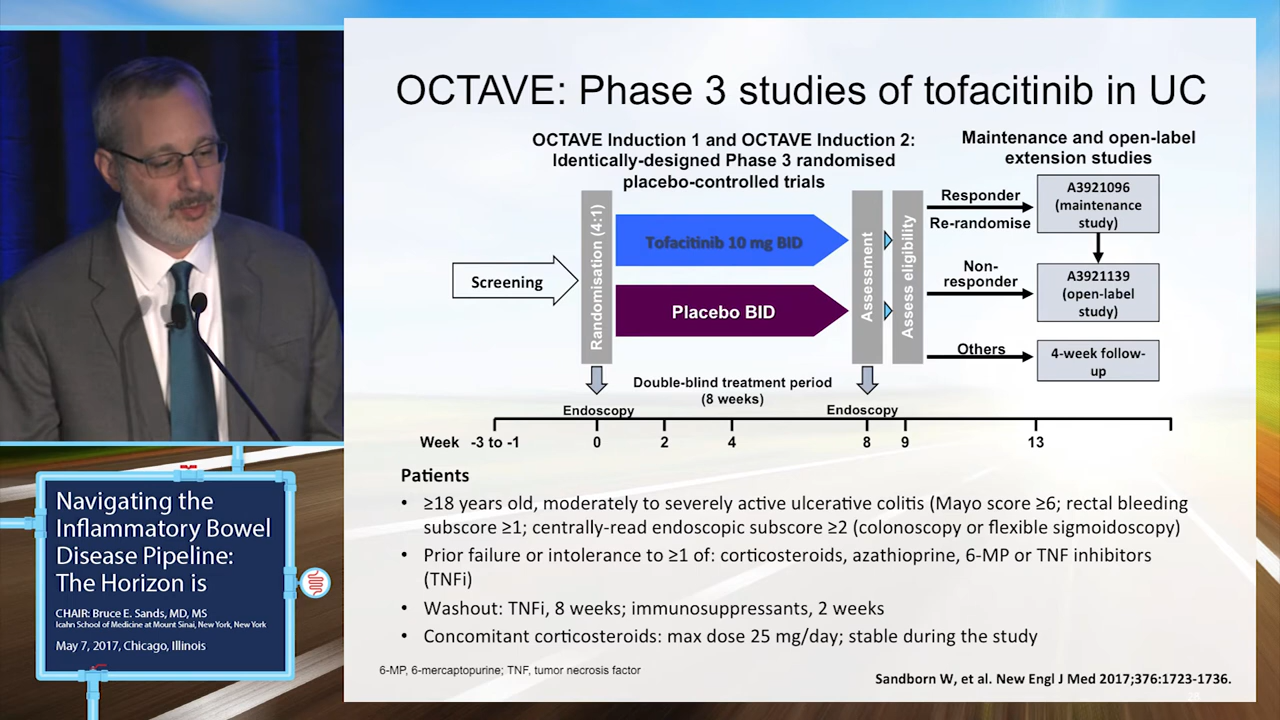 OCTAVE: Phase 3 studies of tofacitinib in UC
OCTAVE Induction 1 and OCTAVE Induction 2:
Identically-designed Phase 3 randomised
placebo-controlled trials
Maintenance and open-label
extension studies
Screening
Randomisation (4:1)
Tofacitinib 10 mg BID
Placebo BID
Assessment
Assess eligibility
Responder
Re-randomise
A3921096
(maintenance
study)
Non-
responder
A3921139
(open-label
study)
Others
4-week follow-
up
Double-blind treatment period
(8 weeks)
Endoscopy
Endoscopy
Week -3 to -1 0 2 4 8 9 13
Patients
• ≥18 years old, moderately to severely active ulcerative colitis (Mayo score ≥6; rectal bleeding
subscore ≥1; centrally-read endoscopic subscore ≥2 (colonoscopy or flexible sigmoidoscopy)
• Prior failure or intolerance to ≥1 of: corticosteroids, azathioprine, 6-MP or TNF inhibitors
(TNFi)
• Washout: TNFi, 8 weeks; immunosuppressants, 2 weeks
• Concomitant corticosteroids: max dose 25 mg/day; stable during the study
6-MP, 6-mercaptopurine; TNF, tumor necrosis factor
Sandborn W, et al. New Engl J Med 2017;376:1723-1736.
Navigating the
Inflammatory Bowel
Disease Pipeline:
The Horizon is
CHAIR: Bruce E. Sands, MD, MS
Icahn School of Medicine at Mount Sinai, New York, New York
May 7, 2017, Chicago, Illinois